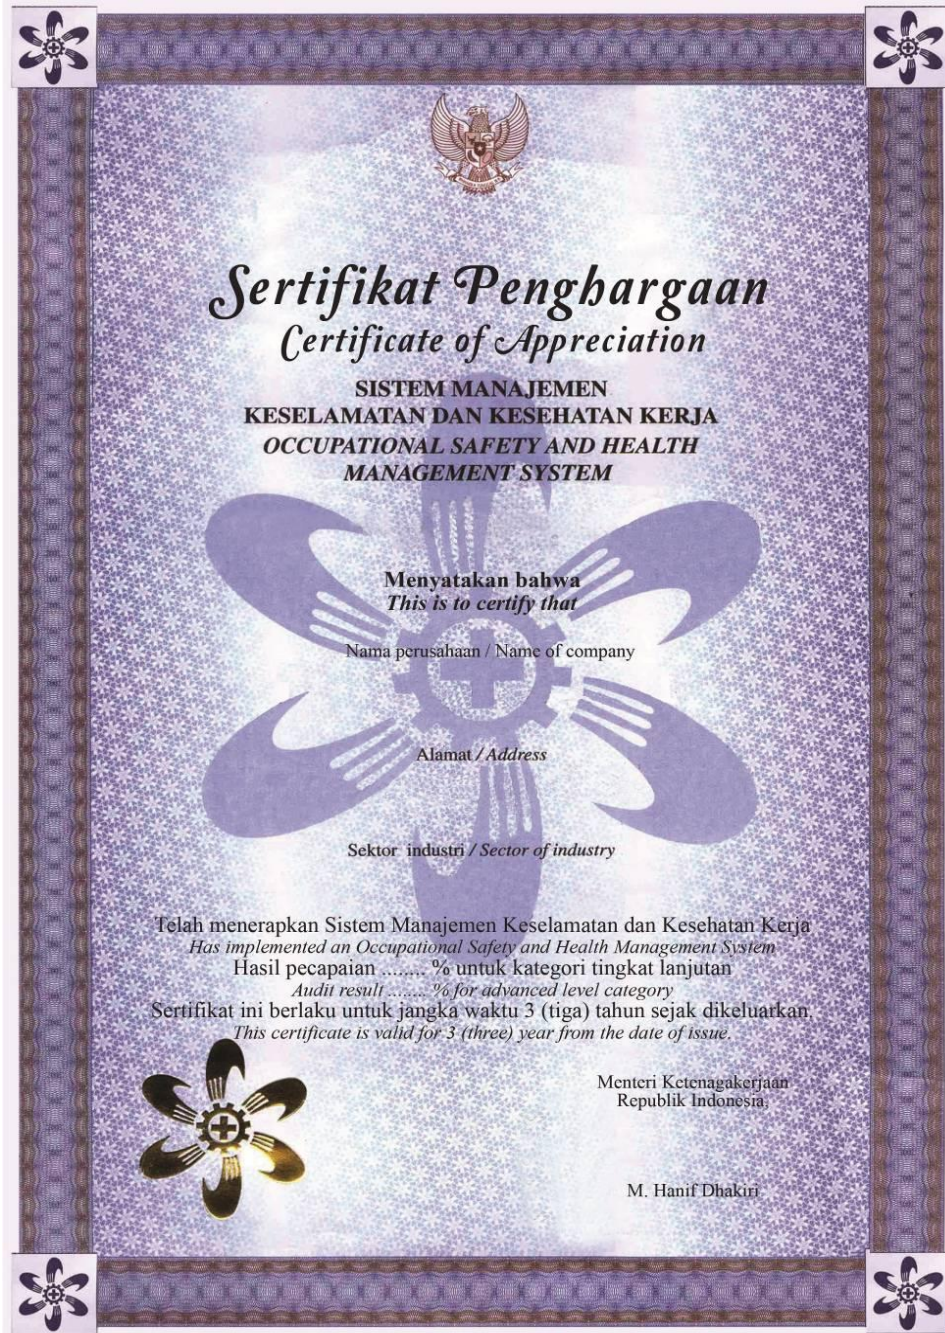 Sertifikat Penghargaan
Certificate of Appreciation
SISTEM MANAJEMEN
KESELAMATAN DAN KESEHATAN KERJA
OCCUPATIONAL SAFETY AND HEALTH
MANAGEMENT SYSTEM
Menyatakan bahwa
This is to certify that
Nama perusahaan / Name of company
Alamat / Address
Sektor industri / Sector of industry
Telah menerapkan Sistem Manajemen Keselamatan dan Kesehatan Kerja
Has implemented an Occupational Safety and Health Management System
Hasil pecapaian ........ % untuk kategori tingkat lanjutan
Audit result ........ % for advanced level category
Sertifikat ini berlaku untuk jangka waktu 3 (tiga) tahun sejak dikeluarkan,
This certificate is valid for 3 (three) year from the date of issue.
Menteri Ketenagakerjaan
Republik Indonesia,
M. Hanif Dhakiri